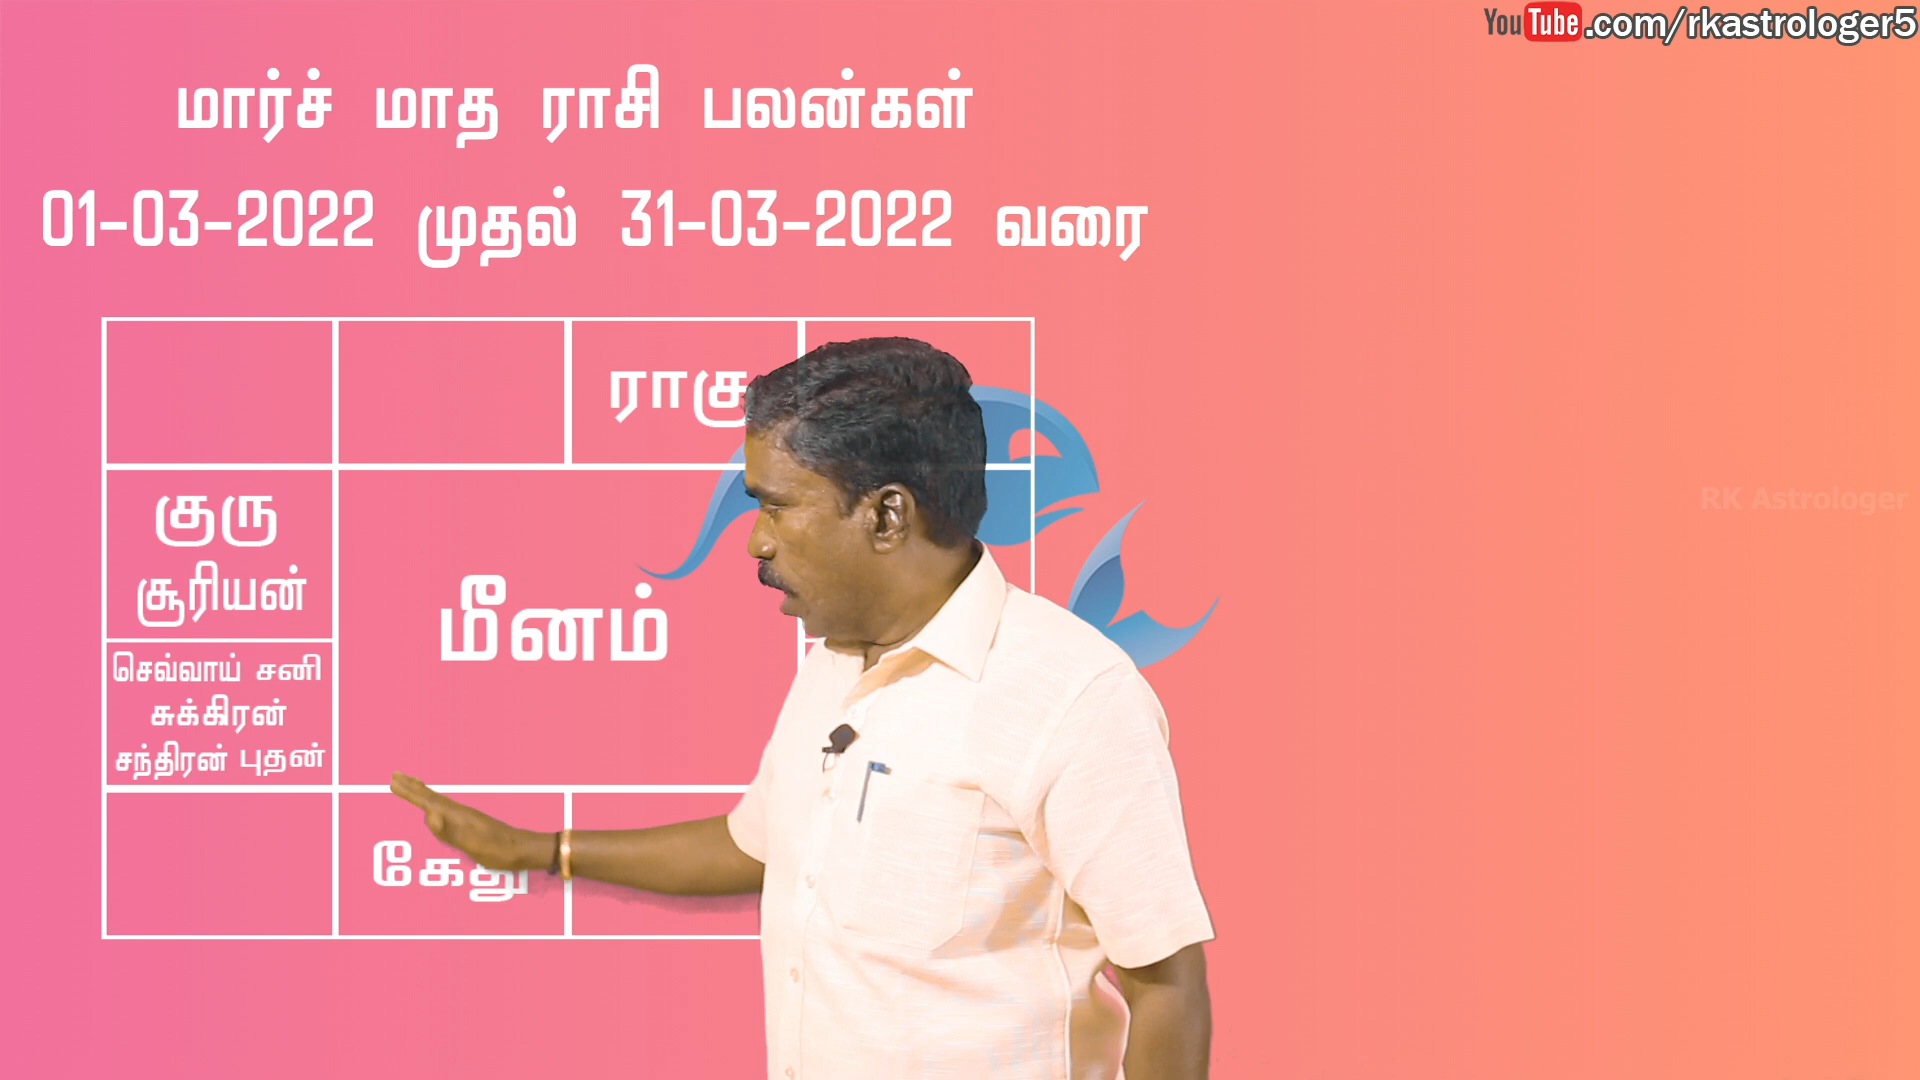 YouTube.com/rkastrologer5
மார்ச் மாத ராசி பலன்கள்
01-03-2022 முதல் 31-03-2022 வரை
ராகு
குரு
சூரியன்
மீனம்
செவ்வாய் சனி
சுக்கிரன்
சந்திரன் புதன்
கேது
RK Astrologer